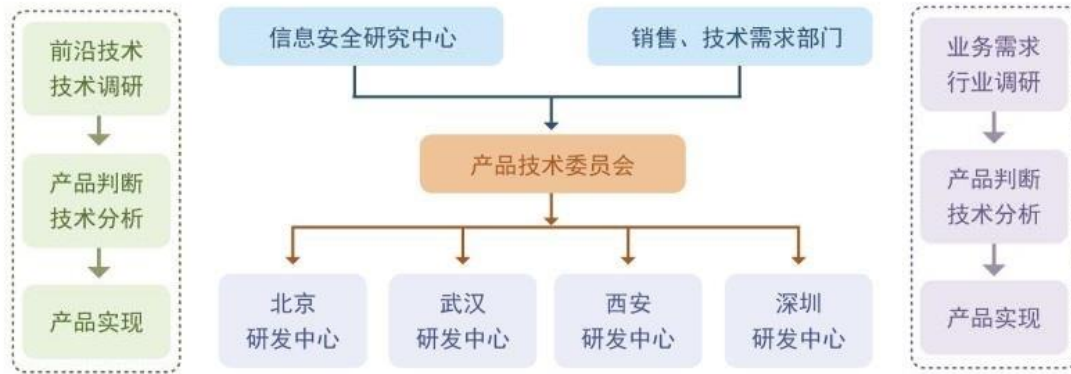 前沿技术
技术调研
产品判断
技术分析
产品实现
信息安全研究中心
销售、技术需求部门
产品技术委员会
北京
研发中心
武汉
研发中心
西安
研发中心
深圳
研发中心
业务需求
行业调研
产品判断
技术分析
产品实现